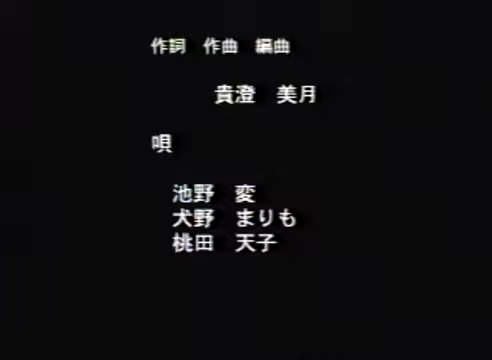 作詞　作曲　編曲
貴澄　美月
唄
池野　変
犬野　まりも
桃田　天子